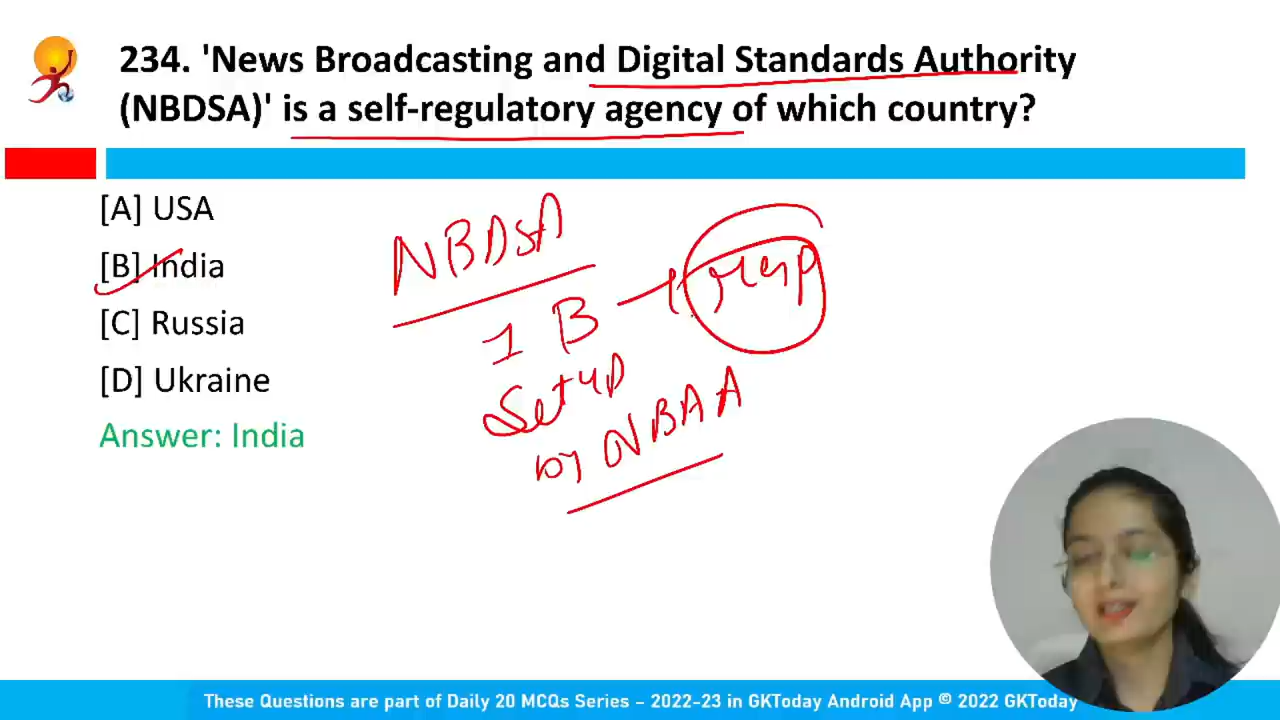 234. 'News Broadcasting and Digital Standards Authority
(NBDSA)' is a self-regulatory agency of which country?
[A] USA
[B] India
[C] Russia
[D] Ukraine
Answer: India
NBDSA
I B
Setup
by NBAA
These Questions are part of Daily 20 MCQs Series – 2022-23 in GKToday Android App © 2022 GKToday